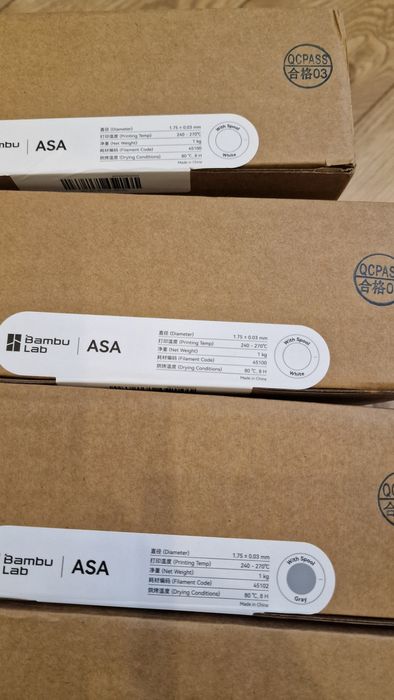 QCPASS
合格03
ASA
直径 (Diameter) 1.75 ± 0.03 mm
打印温度 (Printing Temp) 240 - 270℃
净重 (Net Weight) 1 kg
耗材编码 (Filament Code) 45100
烘烤温度 (Drying Conditions) 80 ℃, 8 H
Made in China
With Spool
White
QCPASS
合格0
Bambu
Lab
ASA
直径 (Diameter) 1.75 ± 0.03 mm
打印温度 (Printing Temp) 240 - 270℃
净重 (Net Weight) 1 kg
耗材编码 (Filament Code) 45100
烘烤温度 (Drying Conditions) 80 ℃, 8 H
Made in China
With Spool
White
QC
合
Bambu
Lab
ASA
直径 (Diameter) 1.75 ± 0.03 mm
打印温度 (Printing Temp) 240 - 270℃
净重 (Net Weight) 1 kg
耗材编码 (Filament Code) 45102
烘烤温度 (Drying Conditions) 80 ℃, 8 H
Made in China
With Spool
Gray